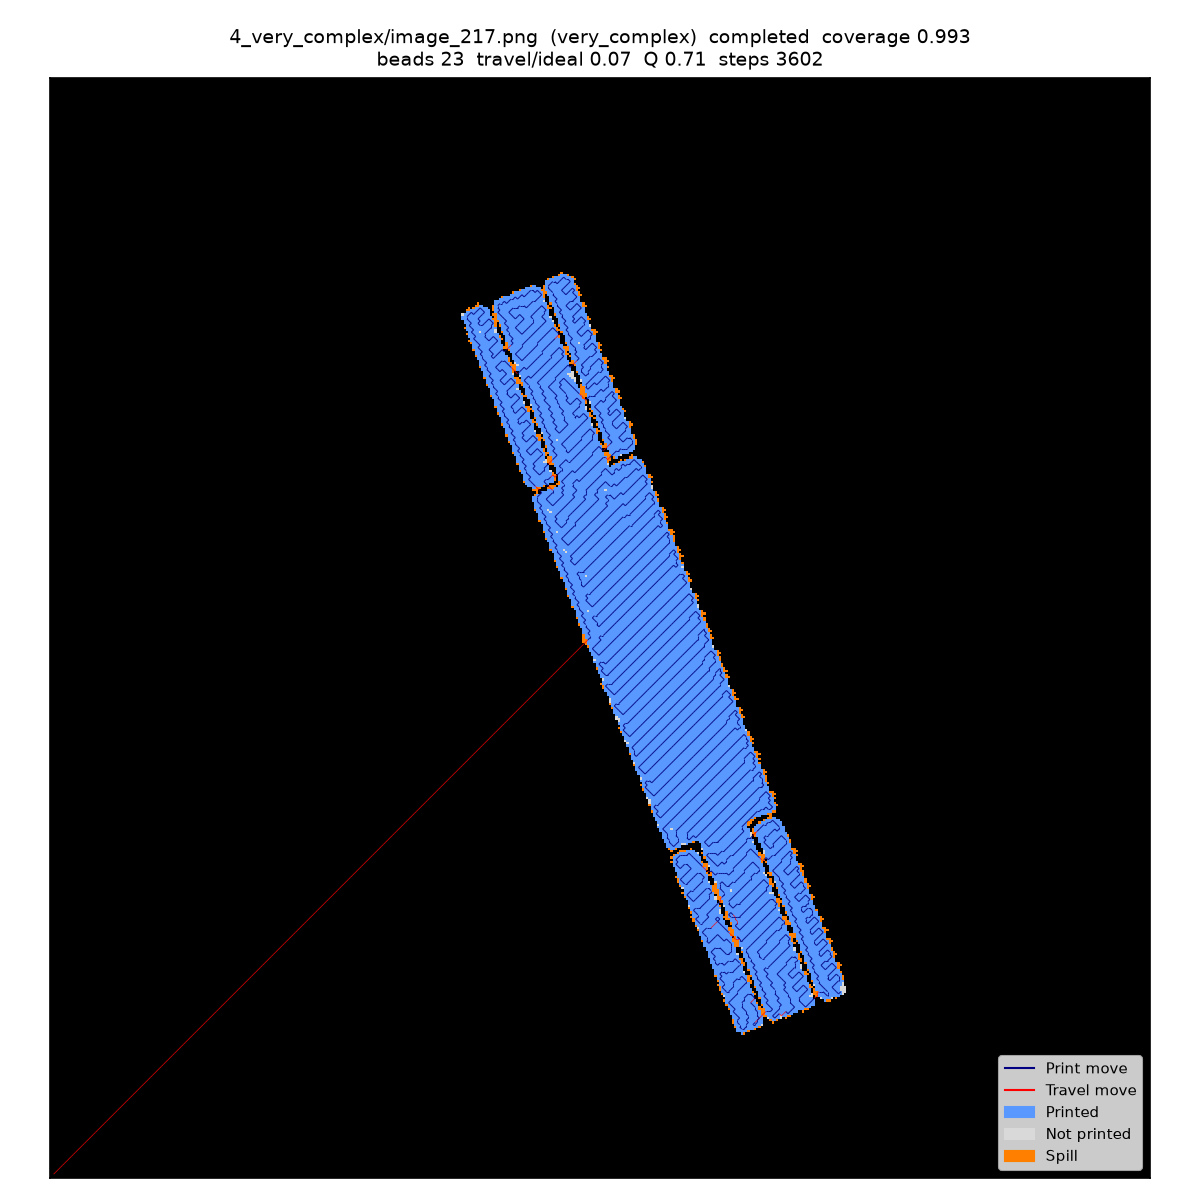 4_very_complex/image_217.png  (very_complex)  completed  coverage 0.993
beads 23  travel/ideal 0.07  Q 0.71  steps 3602
Print move
Travel move
Printed
Not printed
Spill